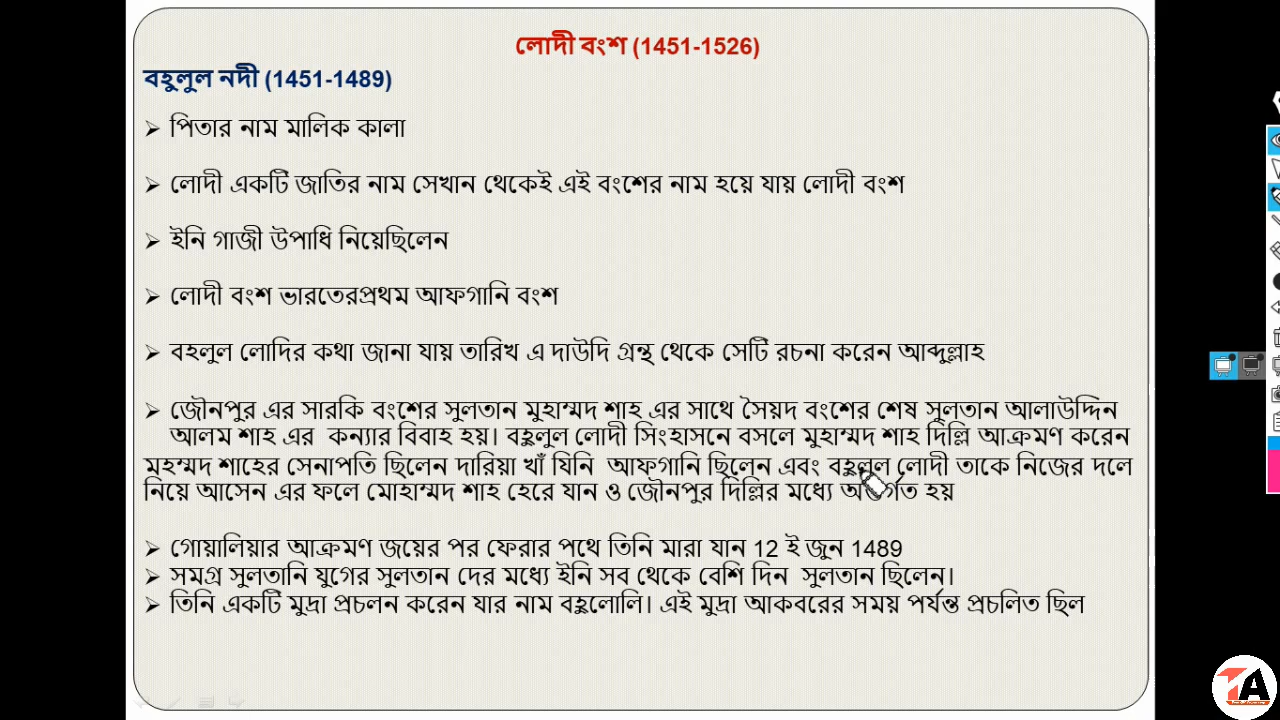 লোদী বংশ (1451-1526)
বহুলুল নদী (1451-1489)
➢ পিতার নাম মালিক কালা
➢ লোদী একটি জাতির নাম সেখান থেকেই এই বংশের নাম হয়ে যায় লোদী বংশ
➢ ইনি গাজী উপাধি নিয়েছিলেন
➢ লোদী বংশ ভারতেরপ্রথম আফগানি বংশ
➢ বহলুল লোদির কথা জানা যায় তারিখ এ দাউদি গ্রন্থ থেকে সেটি রচনা করেন আব্দুল্লাহ
➢ জৌনপুর এর সারকি বংশের সুলতান মুহাম্মদ শাহ এর সাথে সৈয়দ বংশের শেষ সুলতান আলাউদ্দিন
আলম শাহ এর কন্যার বিবাহ হয়। বহুলুল লোদী সিংহাসনে বসলে মুহাম্মদ শাহ দিল্লি আক্রমণ করেন
মহম্মদ শাহের সেনাপতি ছিলেন দারিয়া খাঁ যিনি আফগানি ছিলেন এবং বহুলুল লোদী তাকে নিজের দলে
নিয়ে আসেন এর ফলে মোহাম্মদ শাহ হেরে যান ও জৌনপুর দিল্লির মধ্যে অন্তর্গত হয়
➢ গোয়ালিয়ার আক্রমণ জয়ের পর ফেরার পথে তিনি মারা যান 12 ই জুন 1489
➢ সমগ্র সুলতানি যুগের সুলতান দের মধ্যে ইনি সব থেকে বেশি দিন সুলতান ছিলেন।
➢ তিনি একটি মুদ্রা প্রচলন করেন যার নাম বহুলোলি। এই মুদ্রা আকবরের সময় পর্যন্ত প্রচলিত ছিল